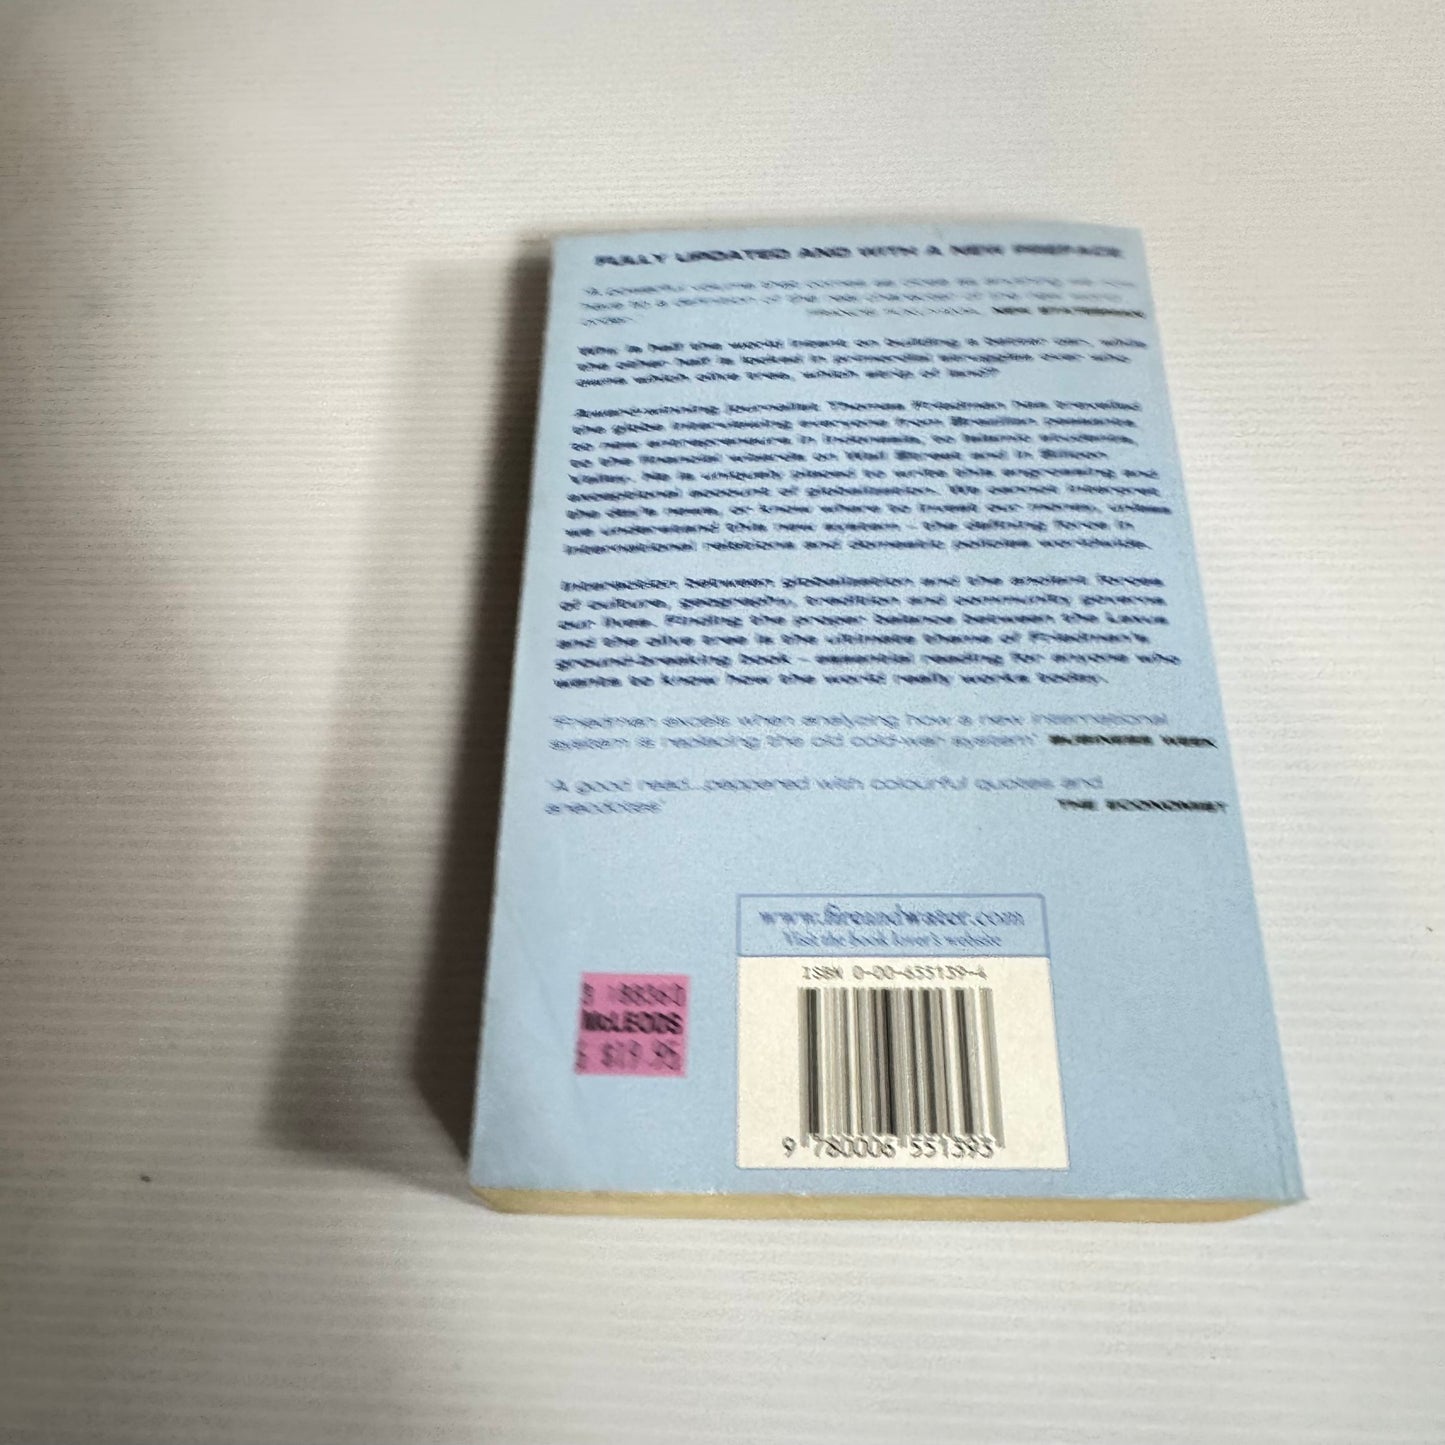 FULLY UPDATED AND WITH A NEW PREFACE
'A powerful volume that comes as close as anything we now
have to a definition of the real character of the new world
order.' NEW STATESMAN
Why is half the world intent on building a better car, while
the other half is locked in primordial struggles over who
owns which olive tree, which strip of land?
Award-winning journalist Thomas Friedman has travelled
the globe interviewing everyone from Brazilian peasants
to new entrepreneurs in Indonesia, to Islamic students,
to the financial wizards on Wall Street and in Silicon
Valley. He is uniquely placed to write this engrossing and
exceptional account of globalisation. We cannot interpret
the day's news, or know where to invest our money, unless
we understand this new system – the defining force in
international relations and domestic policies worldwide.
Interaction between globalisation and the ancient forces
of culture, geography, tradition and community governs
our lives. Finding the proper balance between the Lexus
and the olive tree is the ultimate theme of Friedman's
ground-breaking book – essential reading for anyone who
wants to know how the world really works today.
'Friedman excels when analyzing how a new international
system is replacing the old cold-war system' BUSINESS WEEK
'A good read...peppered with colourful quotes and
anecdotes' THE ECONOMIST
www.fireandwater.com
Visit the book lover's website
ISBN 0-00-655139-4
188360
McLEODS
$19.95
9 780006 551393